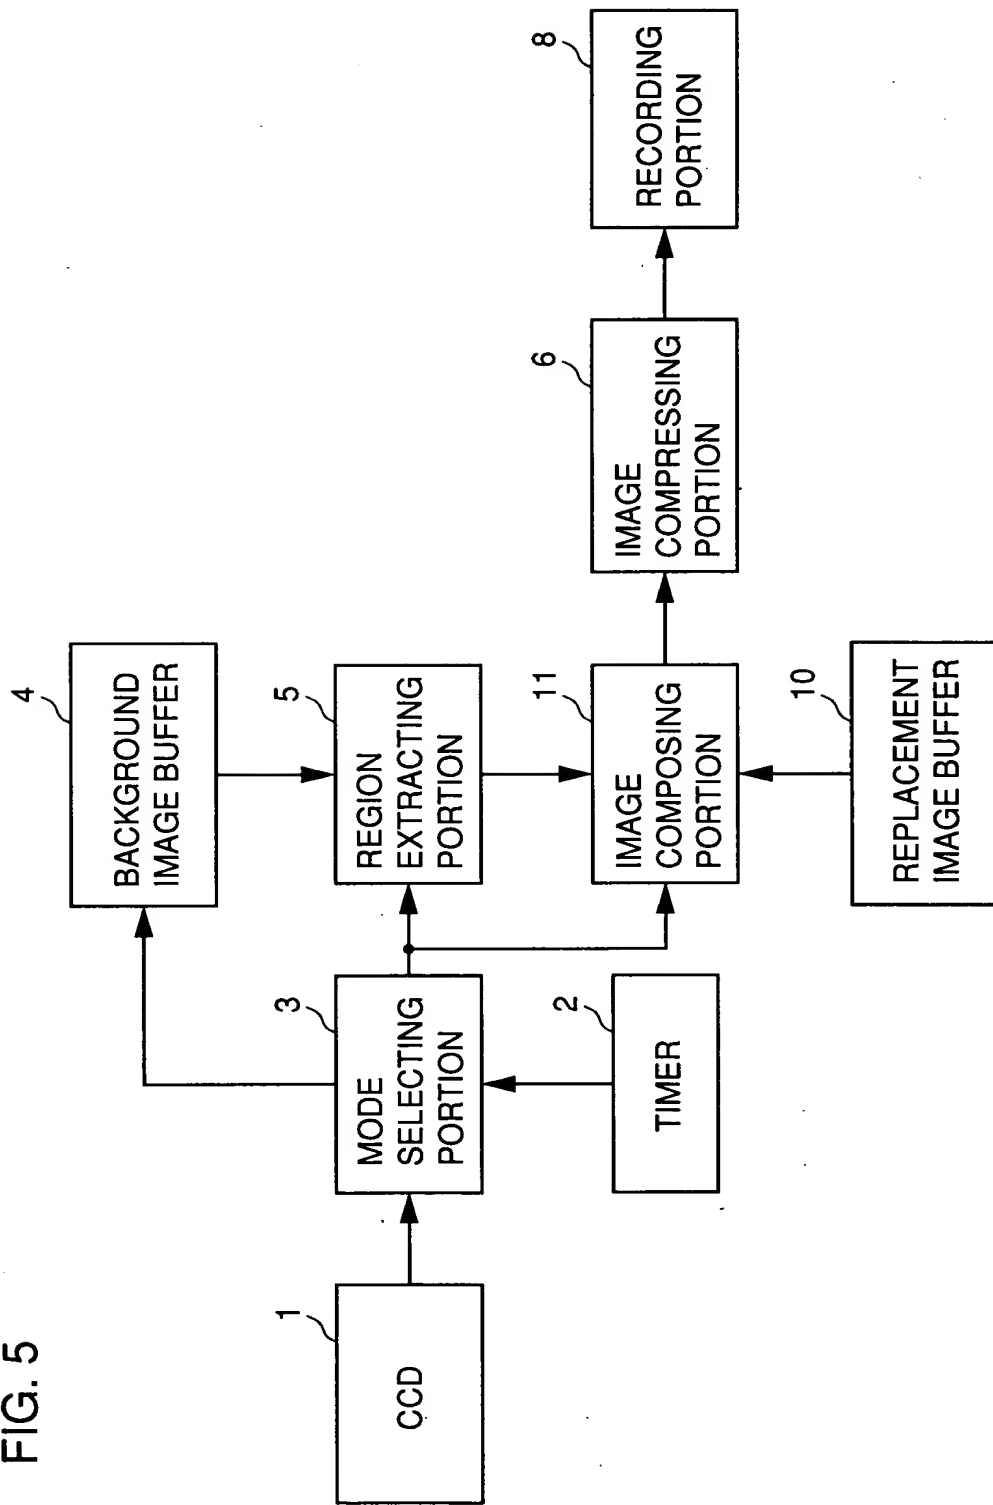 FIG. 5
1
CCD
3
MODE
SELECTING
PORTION
2
TIMER
4
BACKGROUND
IMAGE BUFFER
5
REGION
EXTRACTING
PORTION
11
IMAGE
COMPOSING
PORTION
10
REPLACEMENT
IMAGE BUFFER
6
IMAGE
COMPRESSING
PORTION
8
RECORDING
PORTION